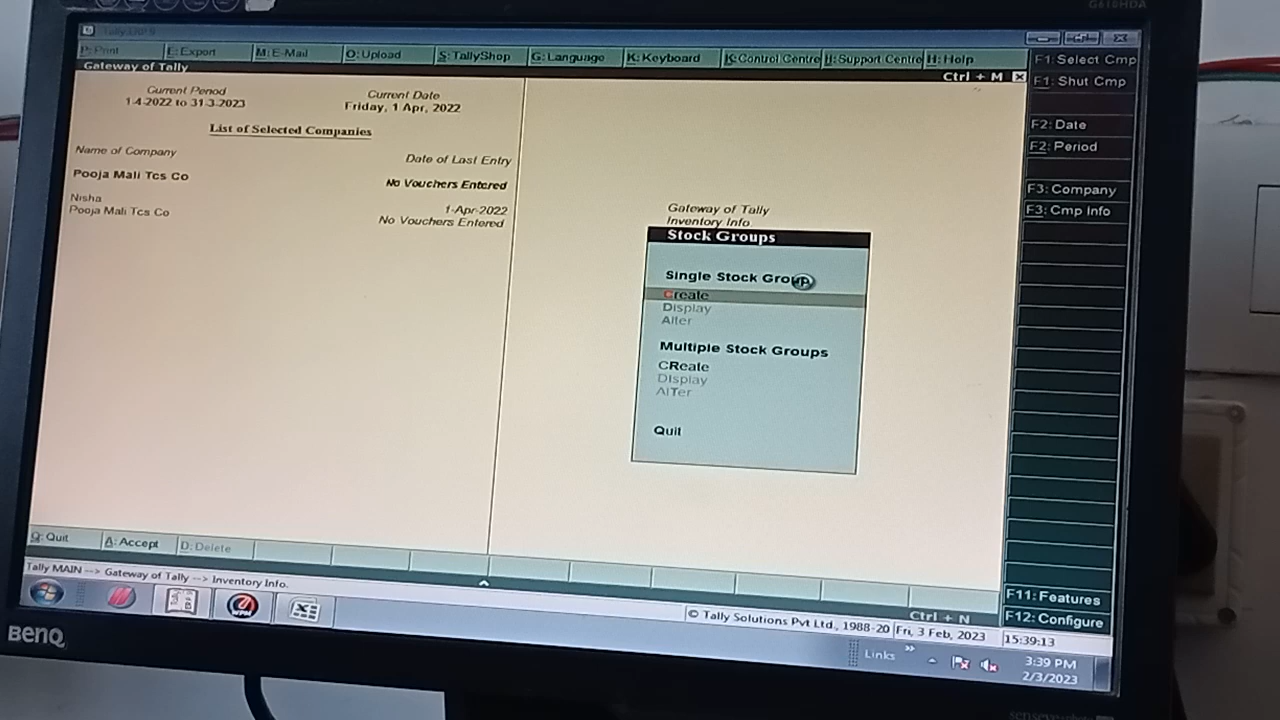 G610HDA
P: Print E: Export M: E-Mail O: Upload S: TallyShop G: Language K: Keyboard K: Control Centre H: Support Centre H: Help
Gateway of Tally Ctrl + M
F1: Select Cmp
F1: Shut Cmp
F2: Date
F2: Period
F3: Company
F3: Cmp Info
F11: Features
F12: Configure
Current Period Current Date
1-4-2022 to 31-3-2023 Friday, 1 Apr, 2022
List of Selected Companies
Name of Company Date of Last Entry
Pooja Mali Tcs Co No Vouchers Entered
Nisha 1-Apr-2022
Pooja Mali Tcs Co No Vouchers Entered
Gateway of Tally
Inventory Info.
Stock Groups
Single Stock Group
Create
Display
Alter
Multiple Stock Groups
CReate
DIsplay
AlTer
Quit
Q: Quit A: Accept D: Delete
Tally MAIN --> Gateway of Tally --> Inventory Info.
© Tally Solutions Pvt Ltd., 1988-20 Fri, 3 Feb, 2023 15:39:13
Ctrl + N
Links 3:39 PM
2/3/2023
BenQ